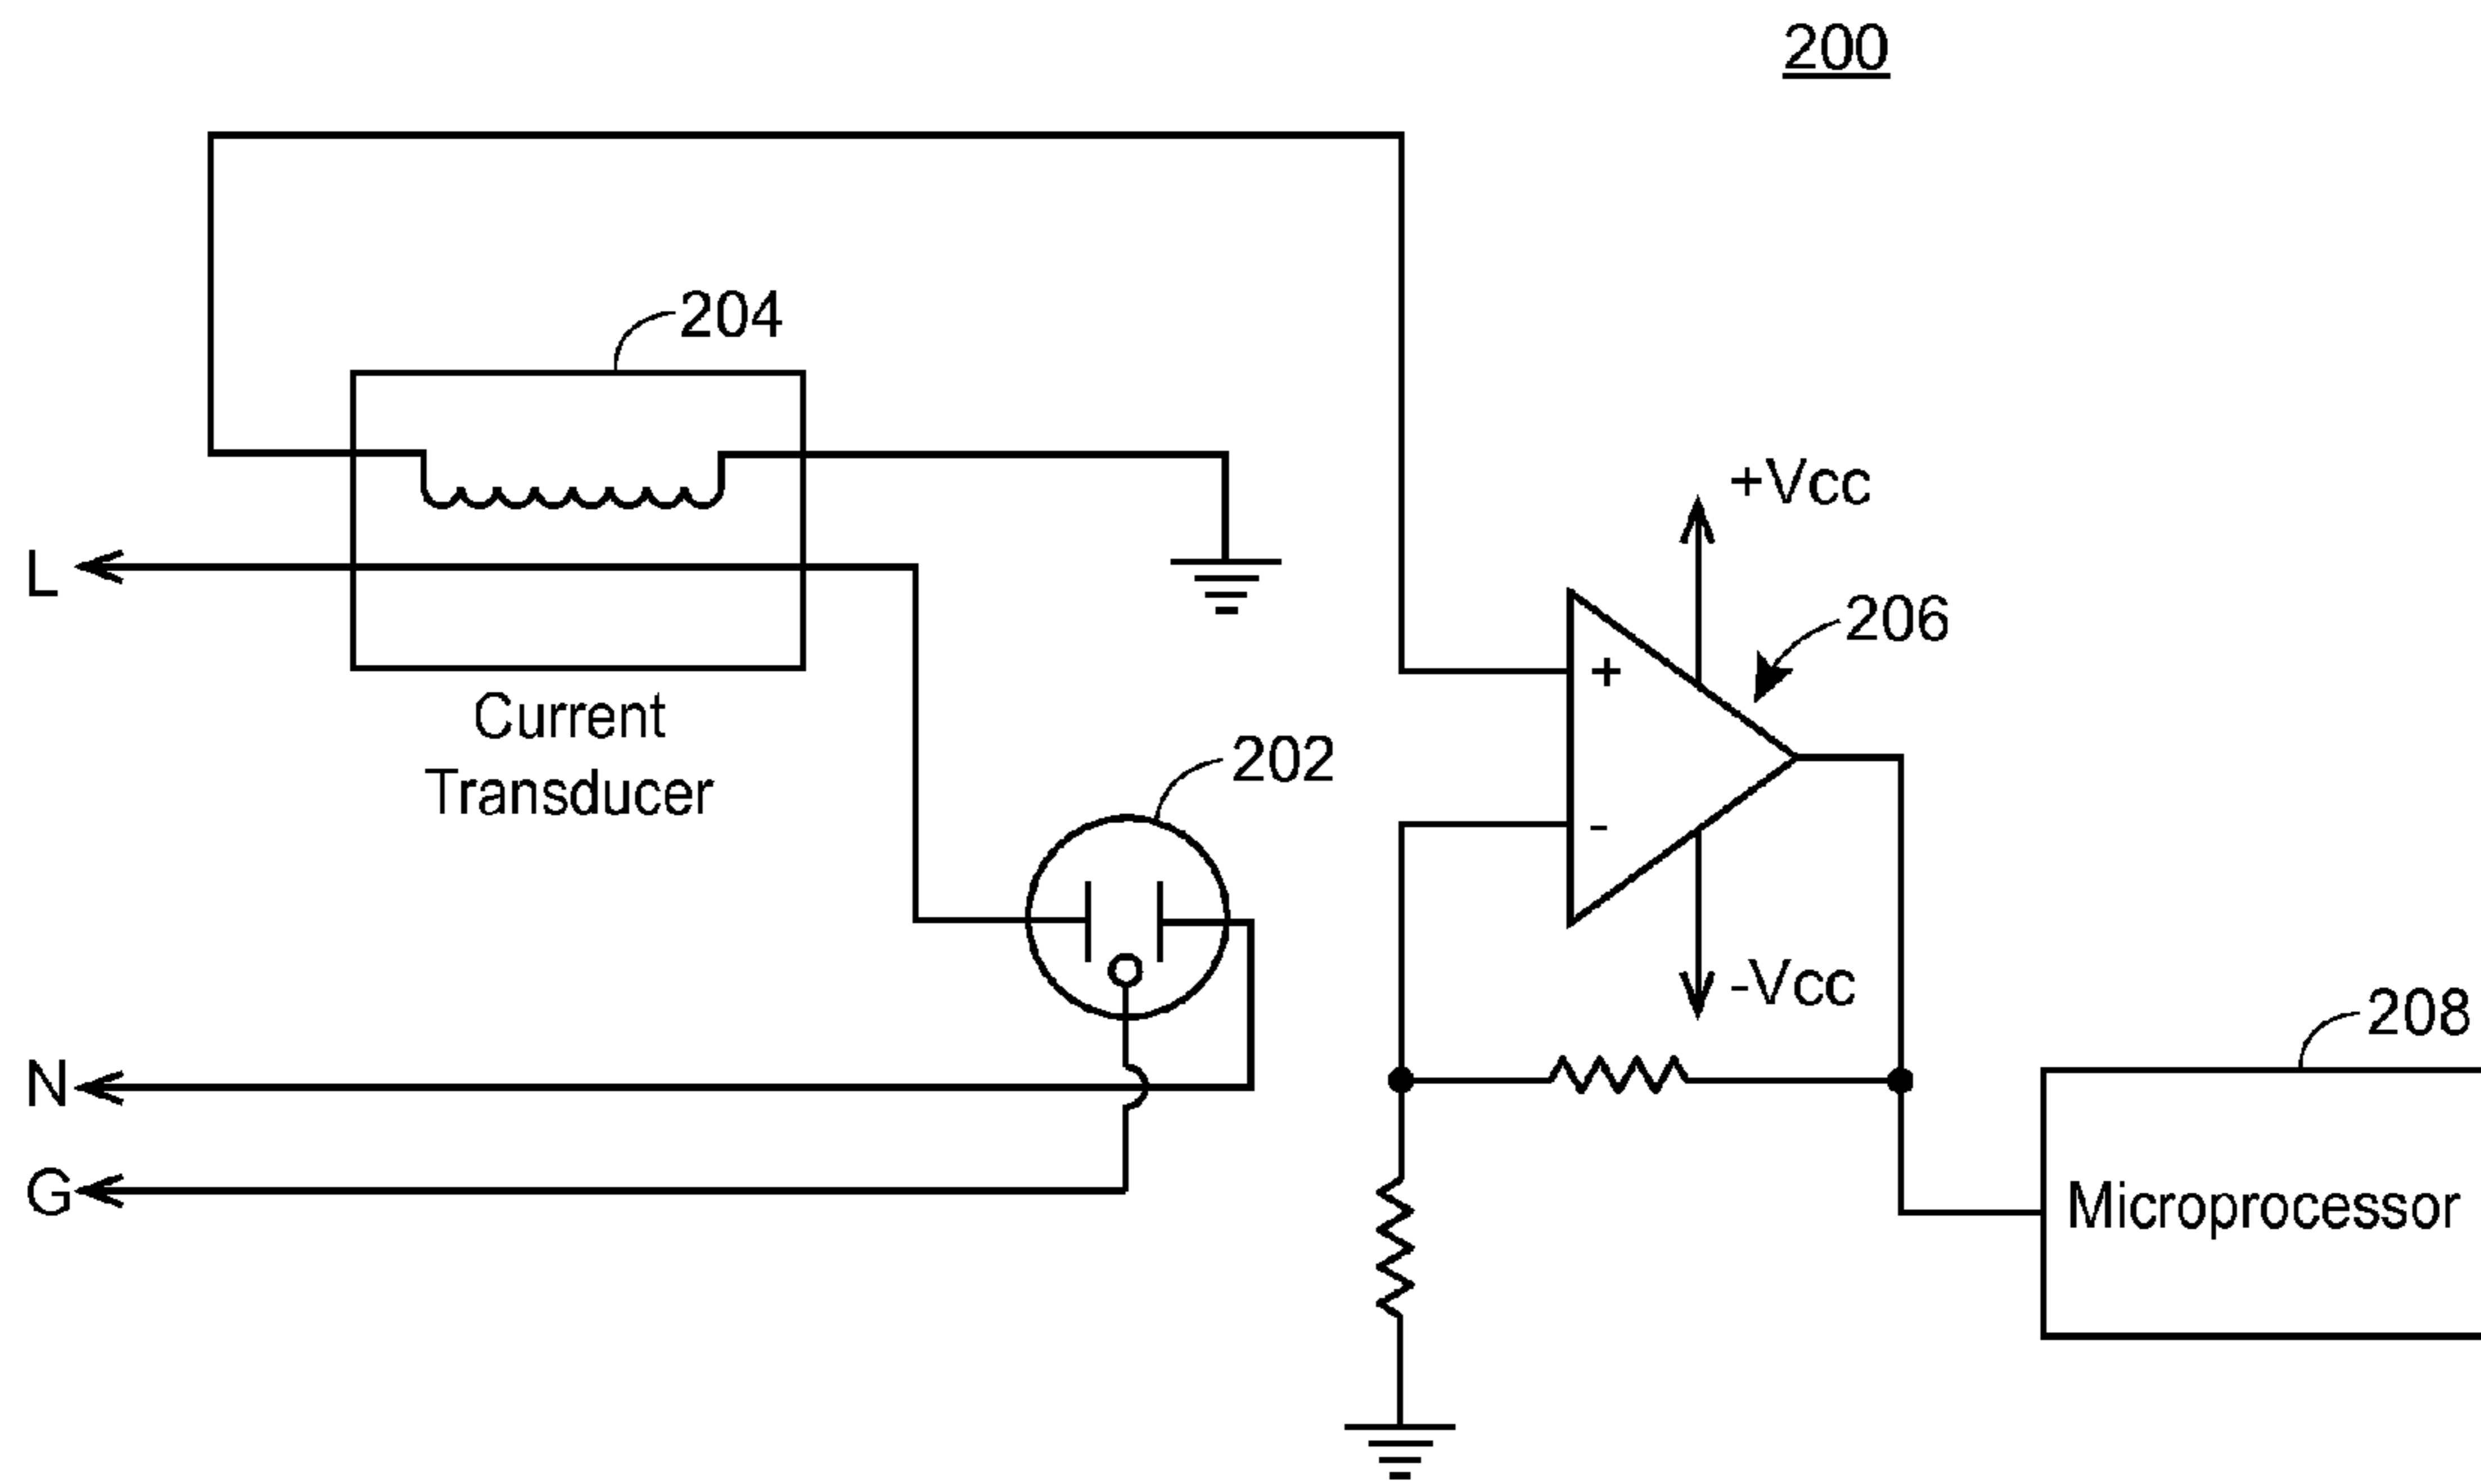 200
204
L
Current
Transducer
+Vcc
206
+
-
202
-Vcc
208
N
G
Microprocessor